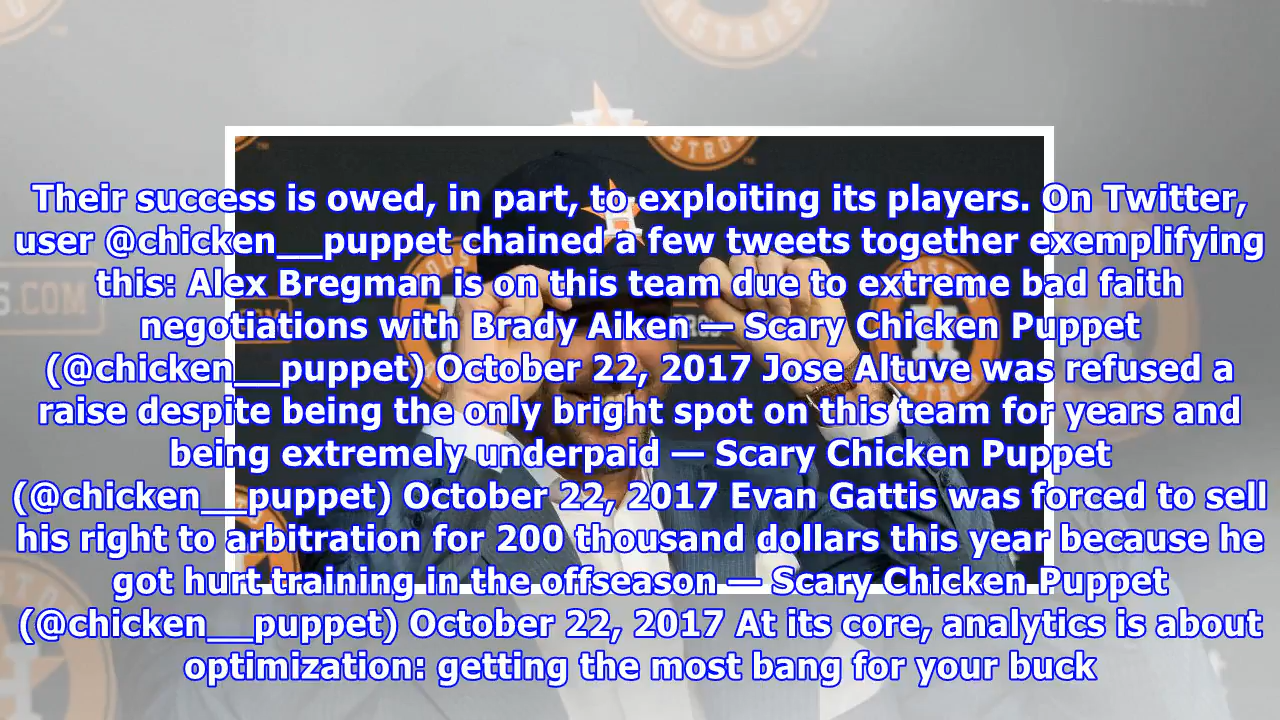 Their success is owed, in part, to exploiting its players. On Twitter,
user @chicken__puppet chained a few tweets together exemplifying
this: Alex Bregman is on this team due to extreme bad faith
negotiations with Brady Aiken — Scary Chicken Puppet
(@chicken__puppet) October 22, 2017 Jose Altuve was refused a
raise despite being the only bright spot on this team for years and
being extremely underpaid — Scary Chicken Puppet
(@chicken__puppet) October 22, 2017 Evan Gattis was forced to sell
his right to arbitration for 200 thousand dollars this year because he
got hurt training in the offseason — Scary Chicken Puppet
(@chicken__puppet) October 22, 2017 At its core, analytics is about
optimization: getting the most bang for your buck
ASTROS
ASTROS
S.COM